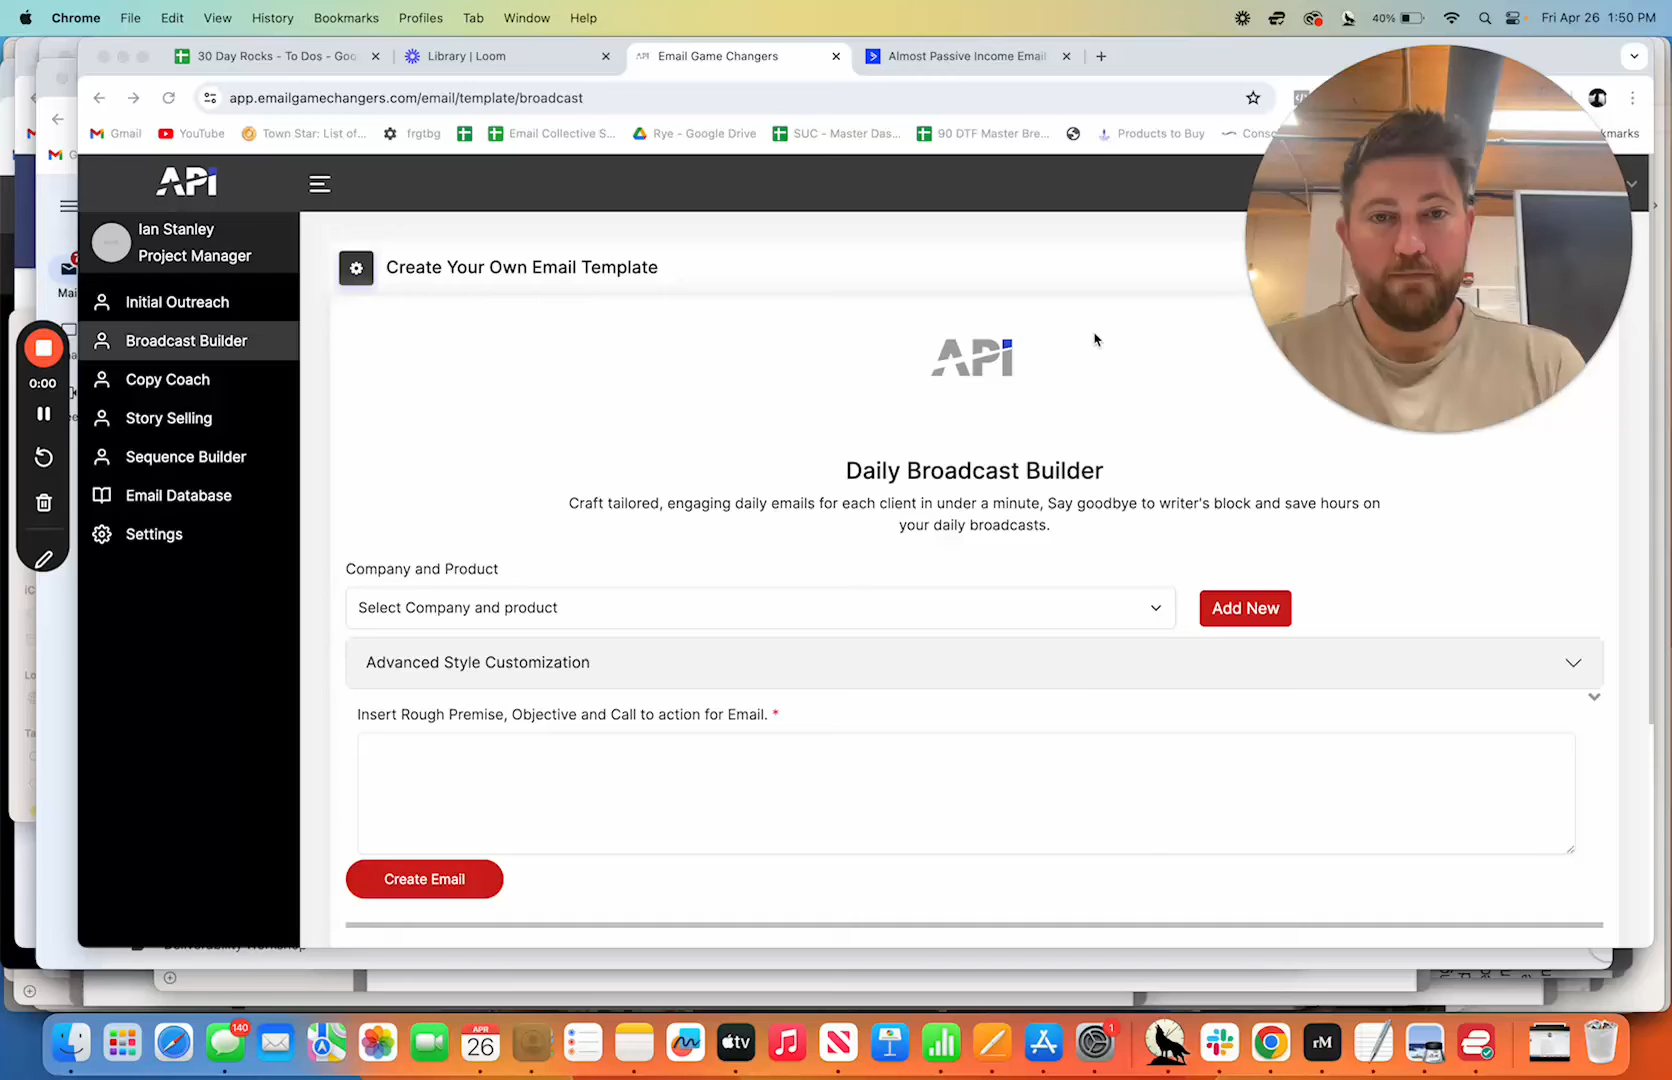 Chrome File Edit View History Bookmarks Profiles Tab Window Help 40% Fri Apr 26 1:50 PM
30 Day Rocks - To Dos - Goo
Library | Loom
API Email Game Changers
Almost Passive Income Email
app.emailgamechangers.com/email/template/broadcast
Gmail YouTube Town Star: List of... frgtbg Email Collective S... Rye - Google Drive SUC - Master Das... 90 DTF Master Bre... Products to Buy
API
Ian Stanley
Project Manager
Initial Outreach
Broadcast Builder
Copy Coach
Story Selling
Sequence Builder
Email Database
Settings
0:00
Create Your Own Email Template
API
Daily Broadcast Builder
Craft tailored, engaging daily emails for each client in under a minute, Say goodbye to writer's block and save hours on
your daily broadcasts.
Company and Product
Select Company and product
Add New
Advanced Style Customization
Insert Rough Premise, Objective and Call to action for Email. *
Create Email
140
APR
26
tv
rM
1